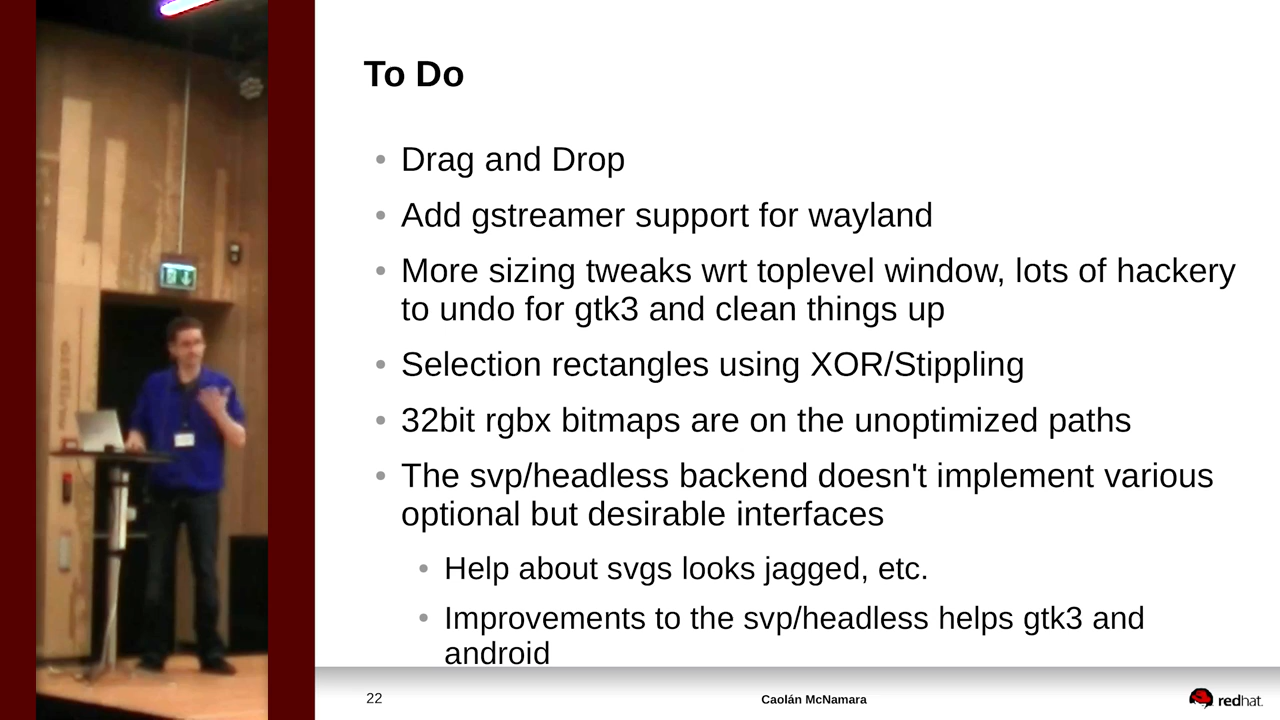 To Do
Drag and Drop
Add gstreamer support for wayland
More sizing tweaks wrt toplevel window, lots of hackery
to undo for gtk3 and clean things up
Selection rectangles using XOR/Stippling
32bit rgbx bitmaps are on the unoptimized paths
The svp/headless backend doesn't implement various
optional but desirable interfaces
Help about svgs looks jagged, etc.
Improvements to the svp/headless helps gtk3 and
android
22
Caolán McNamara
redhat.